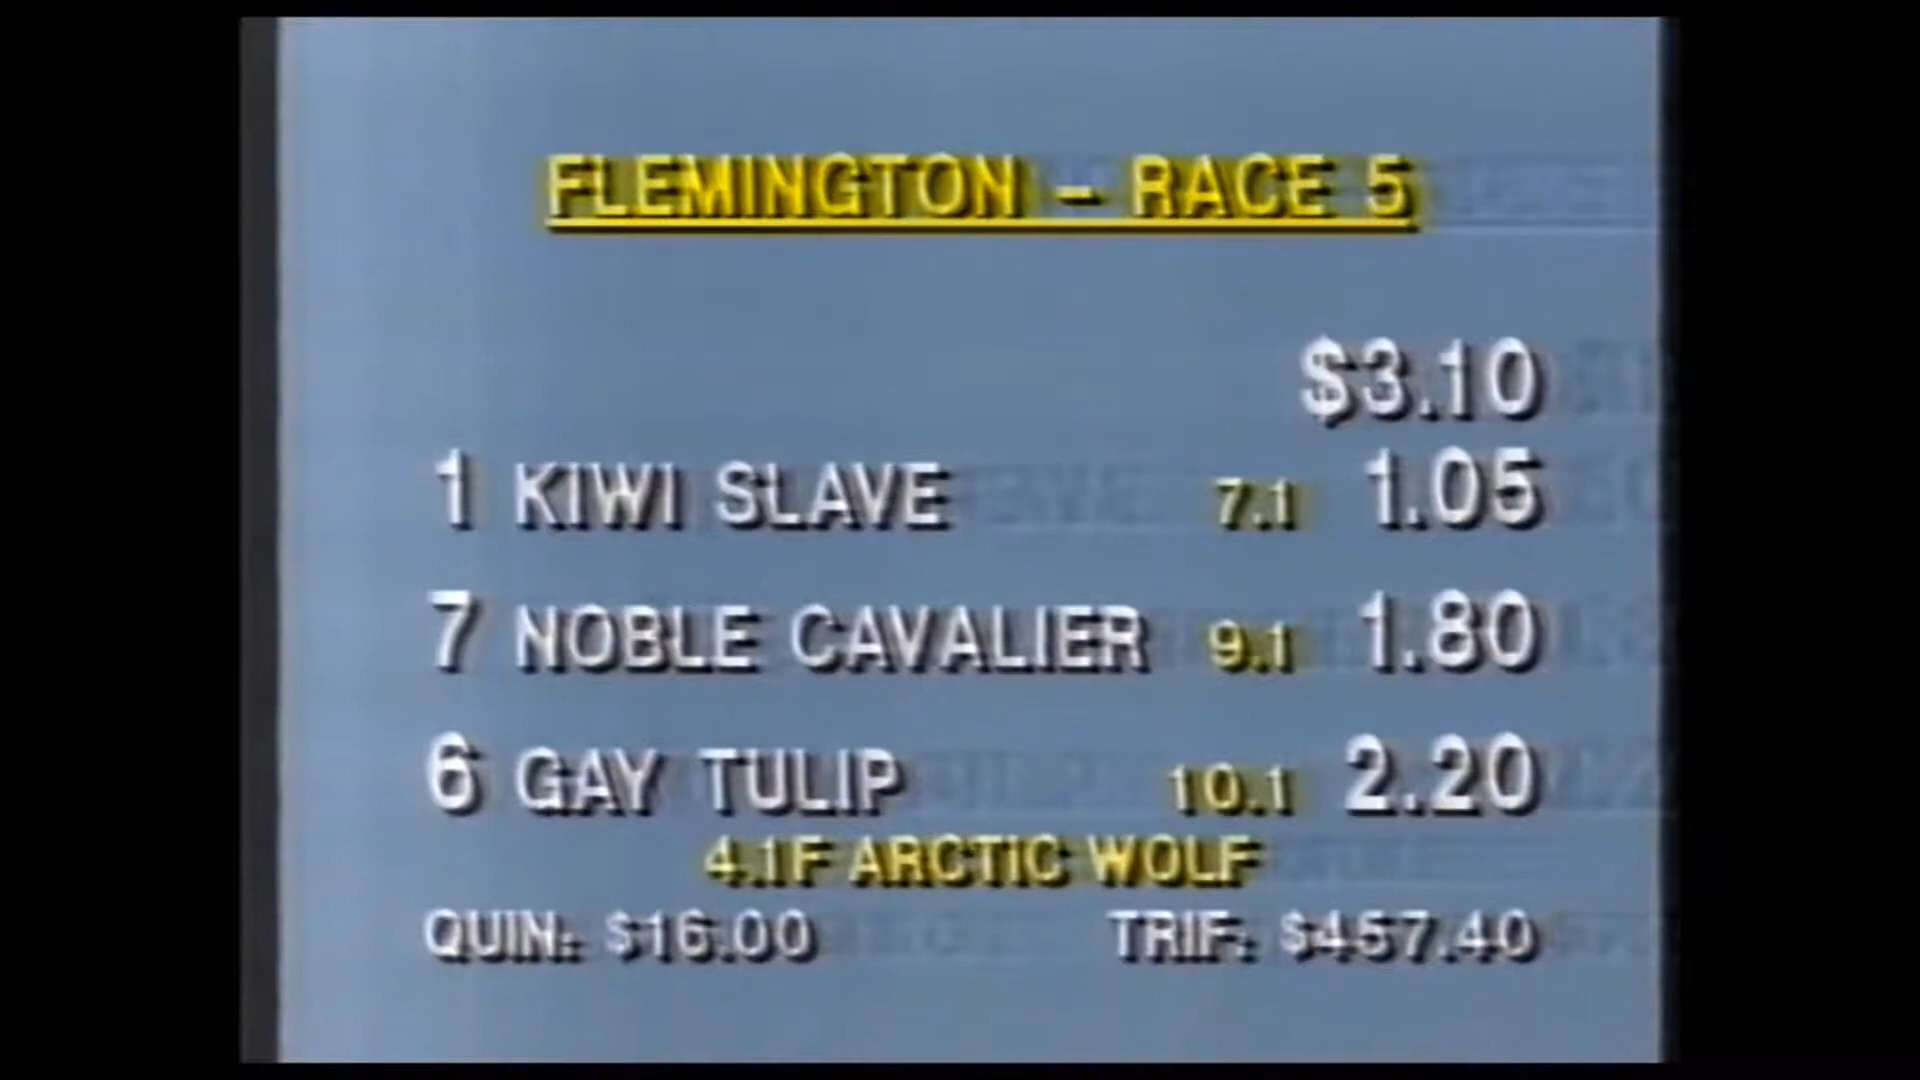 FLEMINGTON - RACE 5
$3.10
1 KIWI SLAVE 7.1 1.05
7 NOBLE CAVALIER 9.1 1.80
6 GAY TULIP 10.1 2.20
4.1F ARCTIC WOLF
QUIN: $16.00 TRIF: $457.40